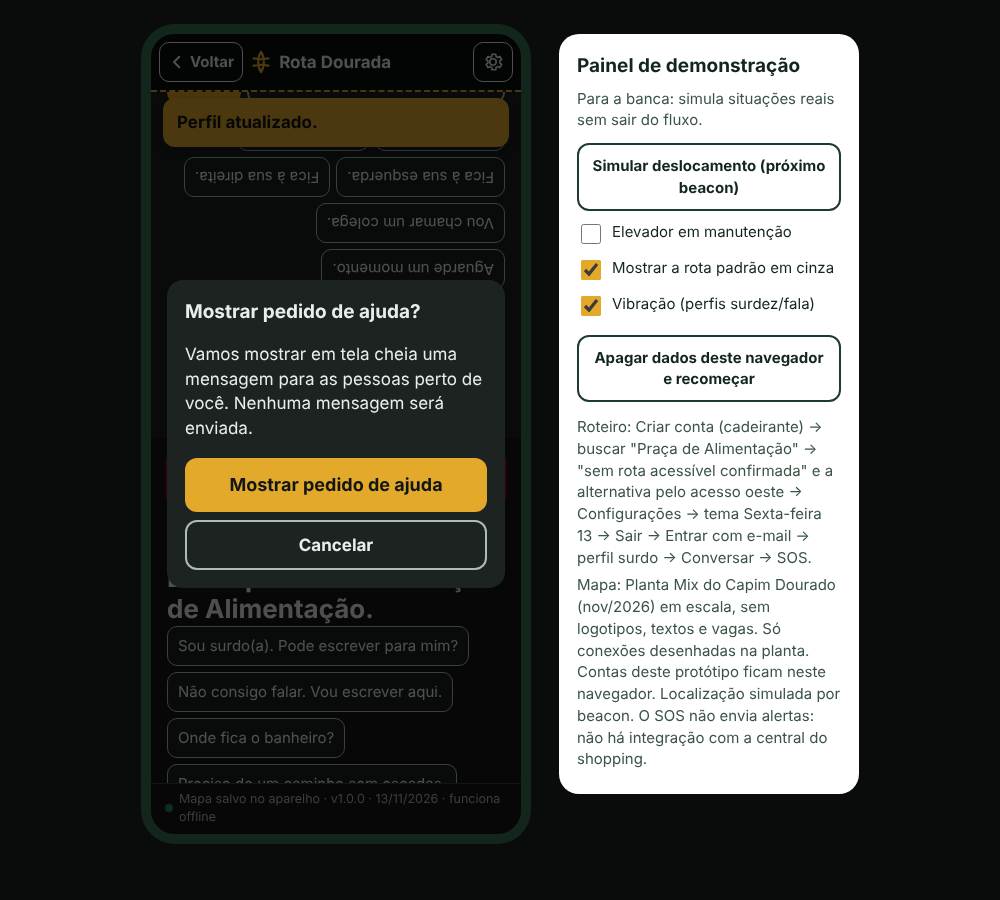 Voltar
Rota Dourada
Perfil atualizado.
Fica à sua esquerda.
Fica à sua direita.
Vou chamar um colega.
Aguarde um momento.
Mostrar pedido de ajuda?
Vamos mostrar em tela cheia uma
mensagem para as pessoas perto de
você. Nenhuma mensagem será
enviada.
Mostrar pedido de ajuda
Cancelar
de Alimentação.
Sou surdo(a). Pode escrever para mim?
Não consigo falar. Vou escrever aqui.
Onde fica o banheiro?
Preciso de um caminho sem escadas.
Mapa salvo no aparelho · v1.0.0 · 13/11/2026 · funciona
offline
Painel de demonstração
Para a banca: simula situações reais
sem sair do fluxo.
Simular deslocamento (próximo
beacon)
Elevador em manutenção
Mostrar a rota padrão em cinza
Vibração (perfis surdez/fala)
Apagar dados deste navegador
e recomeçar
Roteiro: Criar conta (cadeirante) →
buscar "Praça de Alimentação" →
"sem rota acessível confirmada" e a
alternativa pelo acesso oeste →
Configurações → tema Sexta-feira
13 → Sair → Entrar com e-mail →
perfil surdo → Conversar → SOS.
Mapa: Planta Mix do Capim Dourado
(nov/2026) em escala, sem
logotipos, textos e vagas. Só
conexões desenhadas na planta.
Contas deste protótipo ficam neste
navegador. Localização simulada por
beacon. O SOS não envia alertas:
não há integração com a central do
shopping.